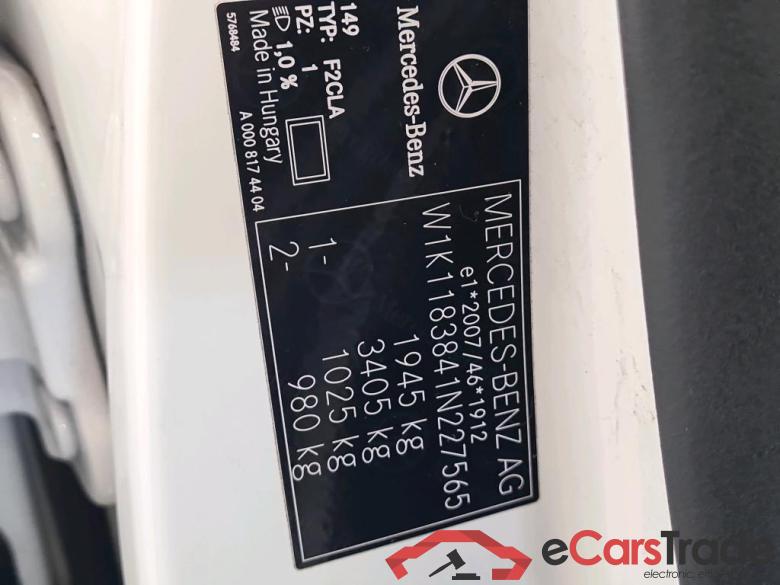 Mercedes-Benz
149
TYP: F2CLA
PZ: 1
1,0 %
Made in Hungary
5768484
A 000 817 44 04
MERCEDES-BENZ AG
e1*2007/46*1912
W1K1183841N227565
1945 kg
3405 kg
1- 1025 kg
2- 980 kg
eCarsTrade